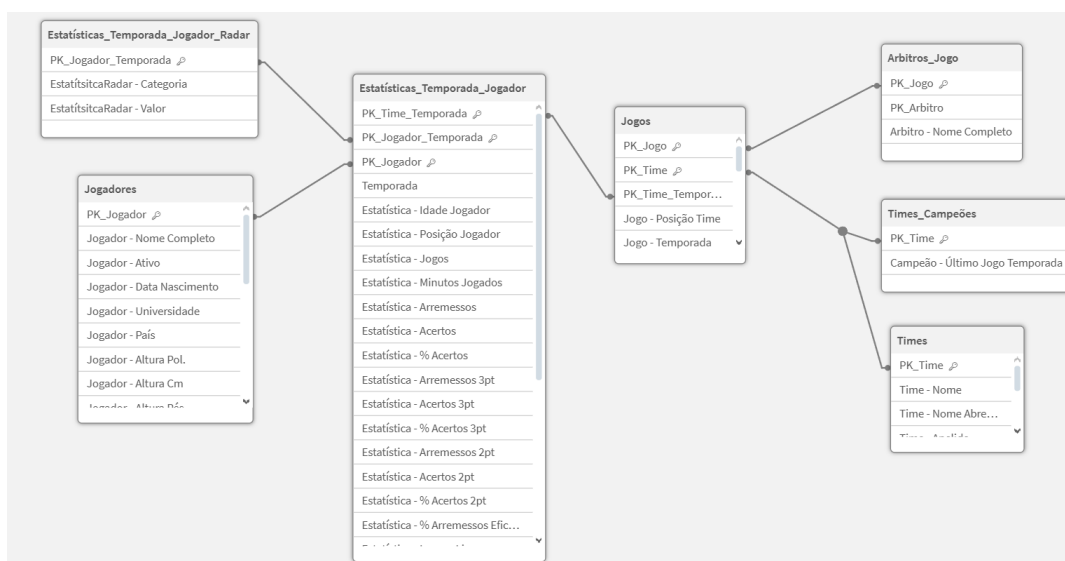 Estatísticas_Temporada_Jogador_Radar
PK_Jogador_Temporada
EstatítsitcaRadar - Categoria
EstatítsitcaRadar - Valor
Jogadores
PK_Jogador
Jogador - Nome Completo
Jogador - Ativo
Jogador - Data Nascimento
Jogador - Universidade
Jogador - País
Jogador - Altura Pol.
Jogador - Altura Cm
Jogador - Altura Pés
Estatísticas_Temporada_Jogador
PK_Time_Temporada
PK_Jogador_Temporada
PK_Jogador
Temporada
Estatística - Idade Jogador
Estatística - Posição Jogador
Estatística - Jogos
Estatística - Minutos Jogados
Estatística - Arremessos
Estatística - Acertos
Estatística - % Acertos
Estatística - Arremessos 3pt
Estatística - Acertos 3pt
Estatística - % Acertos 3pt
Estatística - Arremessos 2pt
Estatística - Acertos 2pt
Estatística - % Acertos 2pt
Estatística - % Arremessos Efic...
Jogos
PK_Jogo
PK_Time
PK_Time_Tempor...
Jogo - Posição Time
Jogo - Temporada
Arbitros_Jogo
PK_Jogo
PK_Arbitro
Arbitro - Nome Completo
Times_Campeões
PK_Time
Campeão - Último Jogo Temporada
Times
PK_Time
Time - Nome
Time - Nome Abre...
Time - Apelido